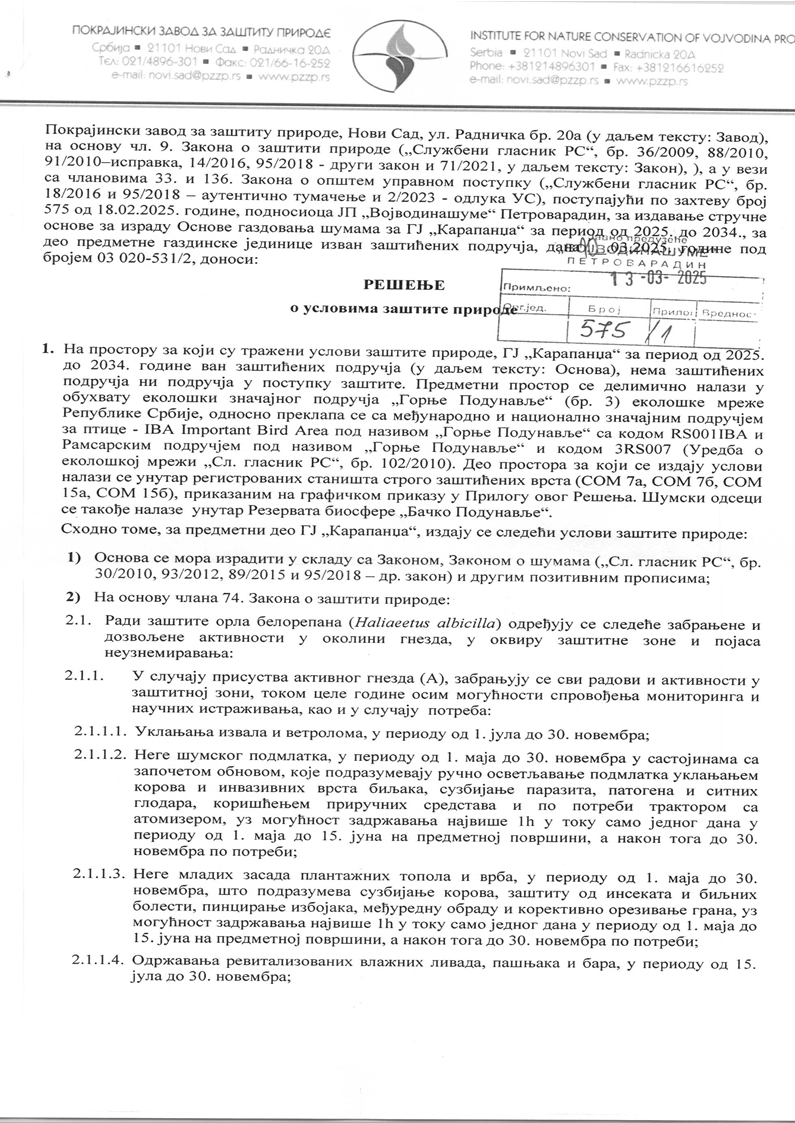 ПОКРАЈИНСКИ ЗАВОД ЗА ЗАШТИТУ ПРИРОДЕ
Србија ▪ 21101 Нови Сад ▪ Радничка 20А
Тел: 021/4896-301 ▪ Факс: 021/66-16-252
e-mail: novi.sad@pzzp.rs ▪ www.pzzp.rs
INSTITUTE FOR NATURE CONSERVATION OF VOJVODINA PRO
Serbia ▪ 21101 Novi Sad ▪ Radnicka 20A
Phone: +381214896301 ▪ Fax: +381216616252
e-mail: novi.sad@pzzp.rs ▪ www.pzzp.rs
Покрајински завод за заштиту природе, Нови Сад, ул. Радничка бр. 20а (у даљем тексту: Завод),
на основу чл. 9. Закона о заштити природе („Службени гласник РС“, бр. 36/2009, 88/2010,
91/2010–исправка, 14/2016, 95/2018 - други закон и 71/2021, у даљем тексту: Закон), ), а у вези
са члановима 33. и 136. Закона о општем управном поступку („Службени гласник РС“, бр.
18/2016 и 95/2018 – аутентично тумачење и 2/2023 - одлука УС), поступајући по захтеву број
575 од 18.02.2025. године, подносиоца ЈП „Војводинашуме“ Петроварадин, за издавање стручне
основе за израду Основе газдовања шумама за ГЈ „Карапанџа“ за период од 2025. до 2034., за
део предметне газдинске јединице изван заштићених подручја, дана 03.2025. године под
бројем 03 020-531/2, доноси:
предузеће
ВОЈВОДИНАШУМЕ
ПЕТРОВАРАДИН
13-03-2025
Примљено:
Орг.јед. Број Прилог Вредност
575 /1
РЕШЕЊЕ
о условима заштите природе
1. На простору за који су тражени услови заштите природе, ГЈ „Карапанџа“ за период од 2025.
до 2034. године ван заштићених подручја (у даљем тексту: Основа), нема заштићених
подручја ни подручја у поступку заштите. Предметни простор се делимично налази у
обухвату еколошки значајног подручја „Горње Подунавље“ (бр. 3) еколошке мреже
Републике Србије, односно преклапа се са међународно и национално значајним подручјем
за птице - IBA Important Bird Area под називом „Горње Подунавље“ са кодом RS001IBA и
Рамсарским подручјем под називом „Горње Подунавље“ и кодом 3RS007 (Уредба о
еколошкој мрежи „Сл. гласник РС“, бр. 102/2010). Део простора за који се издају услови
налази се унутар регистрованих станишта строго заштићених врста (СОМ 7а, СОМ 7б, СОМ
15а, СОМ 15б), приказаним на графичком приказу у Прилогу овог Решења. Шумски одсеци
се такође налазе унутар Резервата биосфере „Бачко Подунавље“.
Сходно томе, за предметни део ГЈ „Карапанџа“, издају се следећи услови заштите природе:
1) Основа се мора израдити у складу са Законом, Законом о шумама („Сл. гласник РС“, бр.
30/2010, 93/2012, 89/2015 и 95/2018 – др. закон) и другим позитивним прописима;
2) На основу члана 74. Закона о заштити природе:
2.1. Ради заштите орла белорепана (Haliaeetus albicilla) одређују се следеће забрањене и
дозвољене активности у околини гнезда, у оквиру заштитне зоне и појаса
неузнемиравања:
2.1.1. У случају присуства активног гнезда (А), забрањују се сви радови и активности у
заштитној зони, током целе године осим могућности спровођења мониторинга и
научних истраживања, као и у случају потреба:
2.1.1.1. Уклањања извала и ветролома, у периоду од 1. јула до 30. новембра;
2.1.1.2. Неге шумског подмлатка, у периоду од 1. маја до 30. новембра у састојинама са
започетом обновом, које подразумевају ручно осветљавање подмлатка уклањањем
корова и инвазивних врста биљака, сузбијање паразита, патогена и ситних
глодара, коришћењем приручних средстава и по потреби трактором са
атомизером, уз могућност задржавања највише 1h у току само једног дана у
периоду од 1. маја до 15. јуна на предметној површини, а након тога до 30.
новембра по потреби;
2.1.1.3. Неге младих засада плантажних топола и врба, у периоду од 1. маја до 30.
новембра, што подразумева сузбијање корова, заштиту од инсеката и биљних
болести, пинцирање избојака, међуредну обраду и корективно орезивање грана, уз
могућност задржавања највише 1h у току само једног дана у периоду од 1. маја до
15. јуна на предметној површини, а након тога до 30. новембра по потреби;
2.1.1.4. Одржавања ревитализованих влажних ливада, пашњака и бара, у периоду од 15.
јула до 30. новембра;